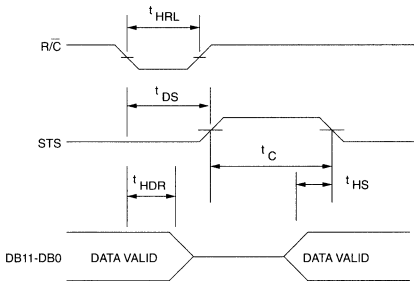 t HRL
R/C̅
t DS
STS
t C
t HDR
t HS
DB11-DB0
DATA VALID
DATA VALID